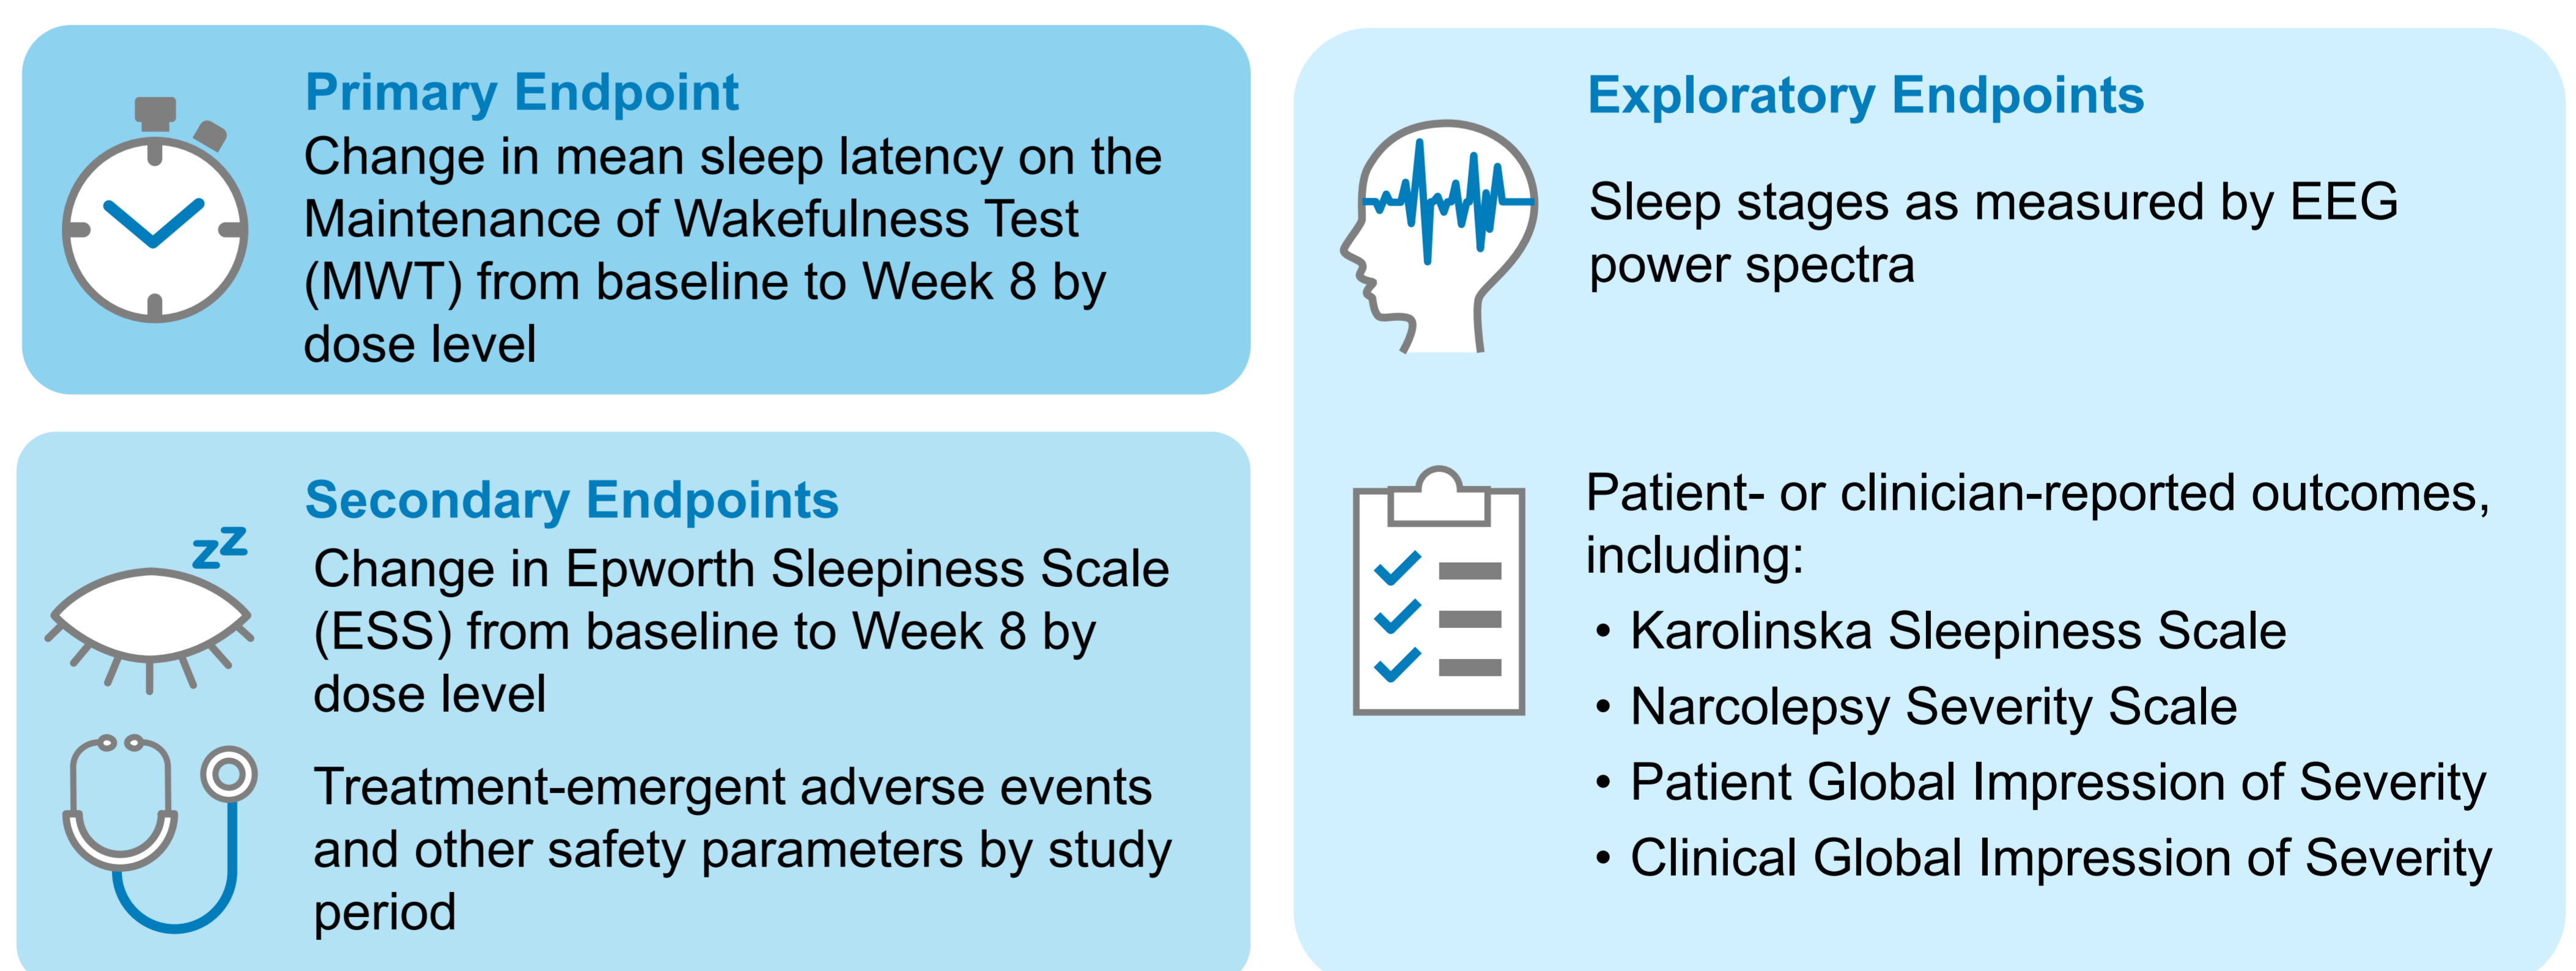 Primary Endpoint
Change in mean sleep latency on the
Maintenance of Wakefulness Test
(MWT) from baseline to Week 8 by
dose level
Secondary Endpoints
zz
Change in Epworth Sleepiness Scale
(ESS) from baseline to Week 8 by
dose level
Treatment-emergent adverse events
and other safety parameters by study
period
Exploratory Endpoints
Sleep stages as measured by EEG
power spectra
Patient- or clinician-reported outcomes,
including:
• Karolinska Sleepiness Scale
• Narcolepsy Severity Scale
• Patient Global Impression of Severity
• Clinical Global Impression of Severity